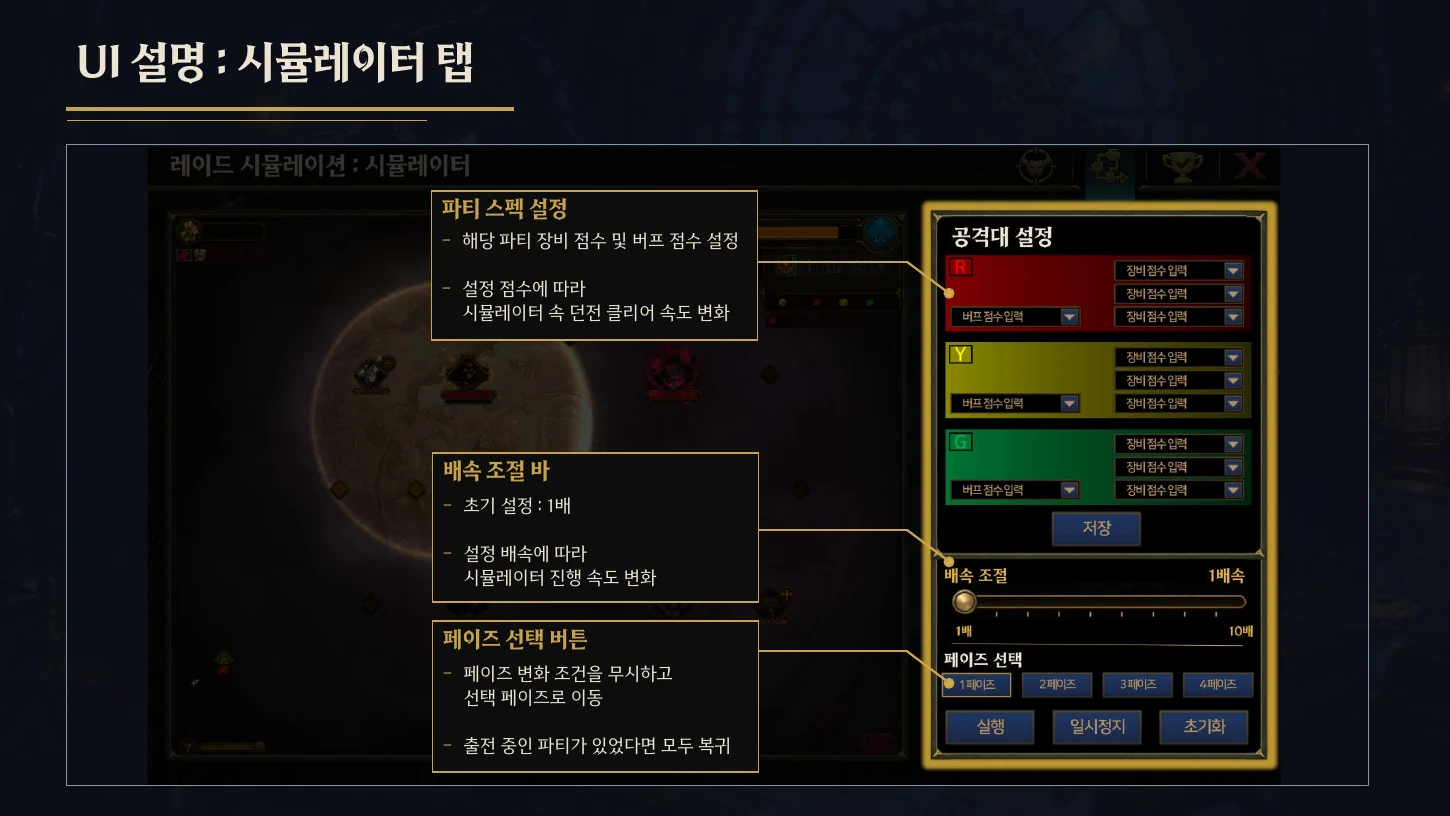 UI 설명 : 시뮬레이터 탭
레이드 시뮬레이션 : 시뮬레이터
파티 스펙 설정
- 해당 파티 장비 점수 및 버프 점수 설정
- 설정 점수에 따라
시뮬레이터 속 던전 클리어 속도 변화
배속 조절 바
- 초기 설정 : 1배
- 설정 배속에 따라
시뮬레이터 진행 속도 변화
페이즈 선택 버튼
- 페이즈 변화 조건을 무시하고
선택 페이즈로 이동
- 출전 중인 파티가 있었다면 모두 복귀
공격대 설정
R
장비 점수 입력
장비 점수 입력
버프 점수 입력 장비 점수 입력
Y
장비 점수 입력
장비 점수 입력
버프 점수 입력 장비 점수 입력
G
장비 점수 입력
장비 점수 입력
버프 점수 입력 장비 점수 입력
저장
배속 조절 1배속
1배 10배
페이즈 선택
1페이즈 2페이즈 3페이즈 4페이즈
실행 일시정지 초기화